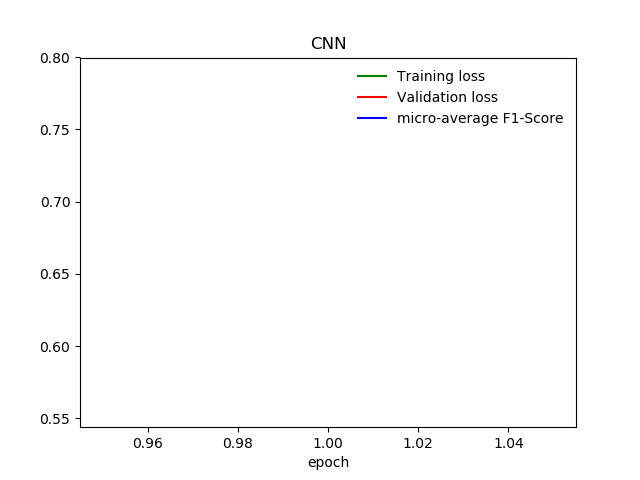 CNN
Training loss
Validation loss
micro-average F1-Score
0.80
0.75
0.70
0.65
0.60
0.55
0.96 0.98 1.00 1.02 1.04
epoch